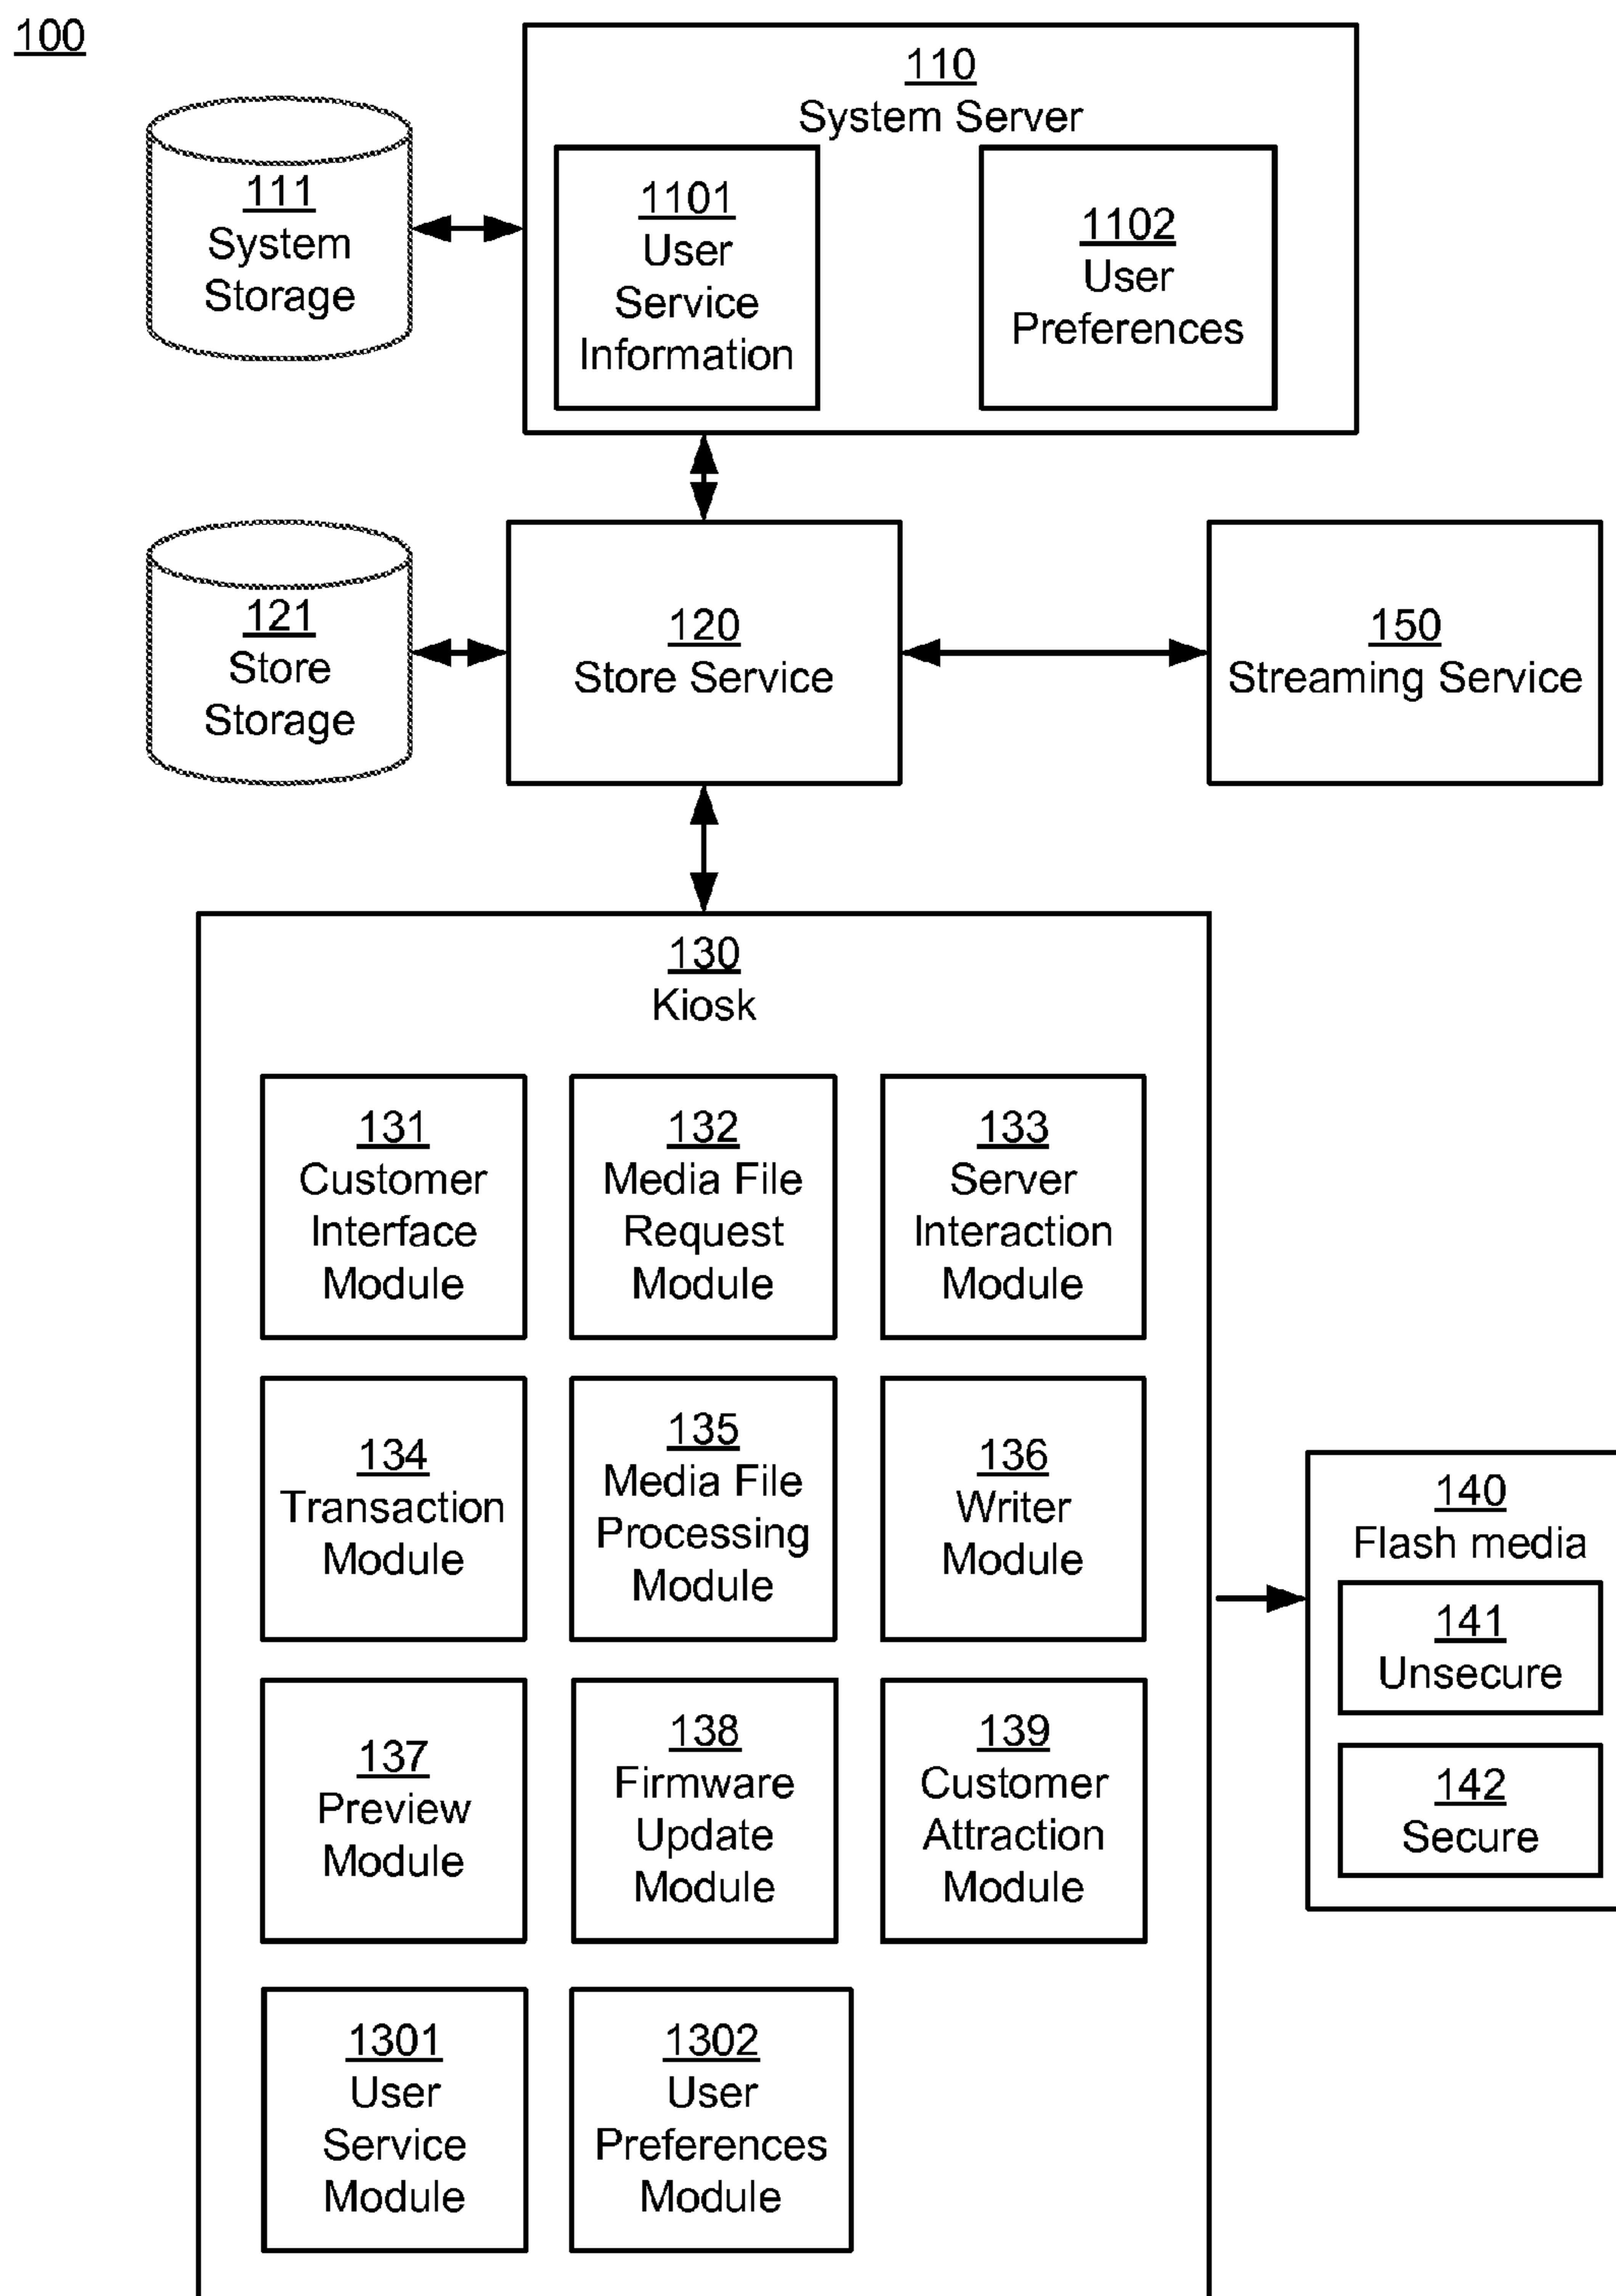 100
110
System Server
111
System
Storage
1101
User
Service
Information
1102
User
Preferences
121
Store
Storage
120
Store Service
150
Streaming Service
130
Kiosk
131
Customer
Interface
Module
132
Media File
Request
Module
133
Server
Interaction
Module
134
Transaction
Module
135
Media File
Processing
Module
136
Writer
Module
140
Flash media
141
Unsecure
142
Secure
137
Preview
Module
138
Firmware
Update
Module
139
Customer
Attraction
Module
1301
User
Service
Module
1302
User
Preferences
Module